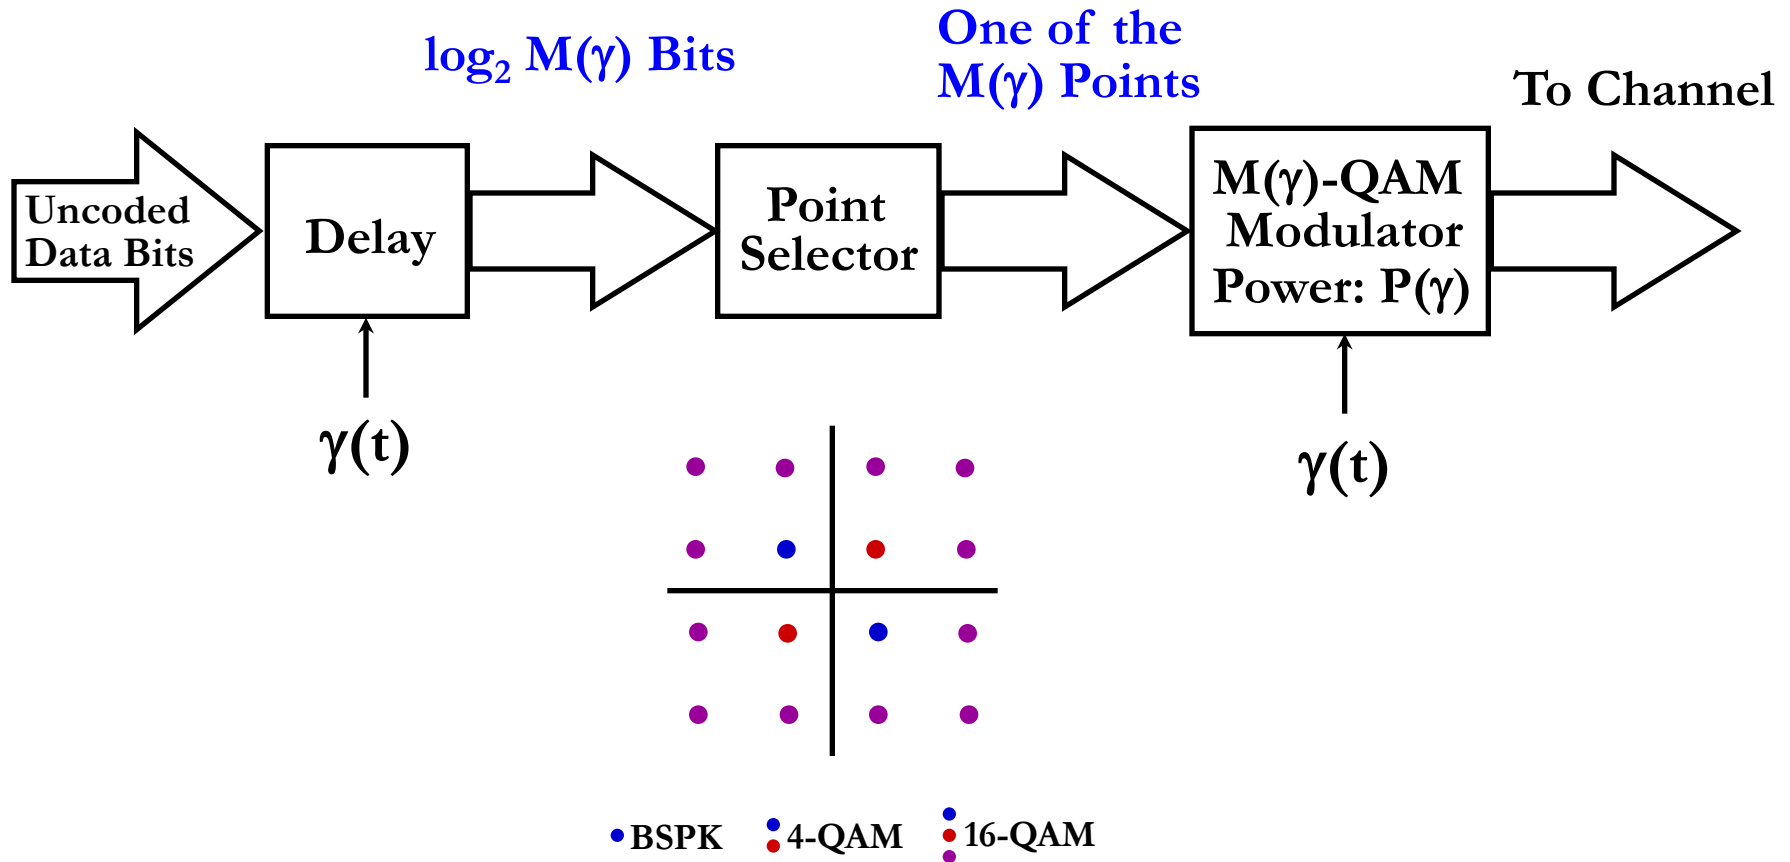 log₂ M(γ) Bits
One of the
M(γ) Points
To Channel
Uncoded
Data Bits
Delay
Point
Selector
M(γ)-QAM
Modulator
Power: P(γ)
γ(t)
γ(t)
BSPK
4-QAM
16-QAM